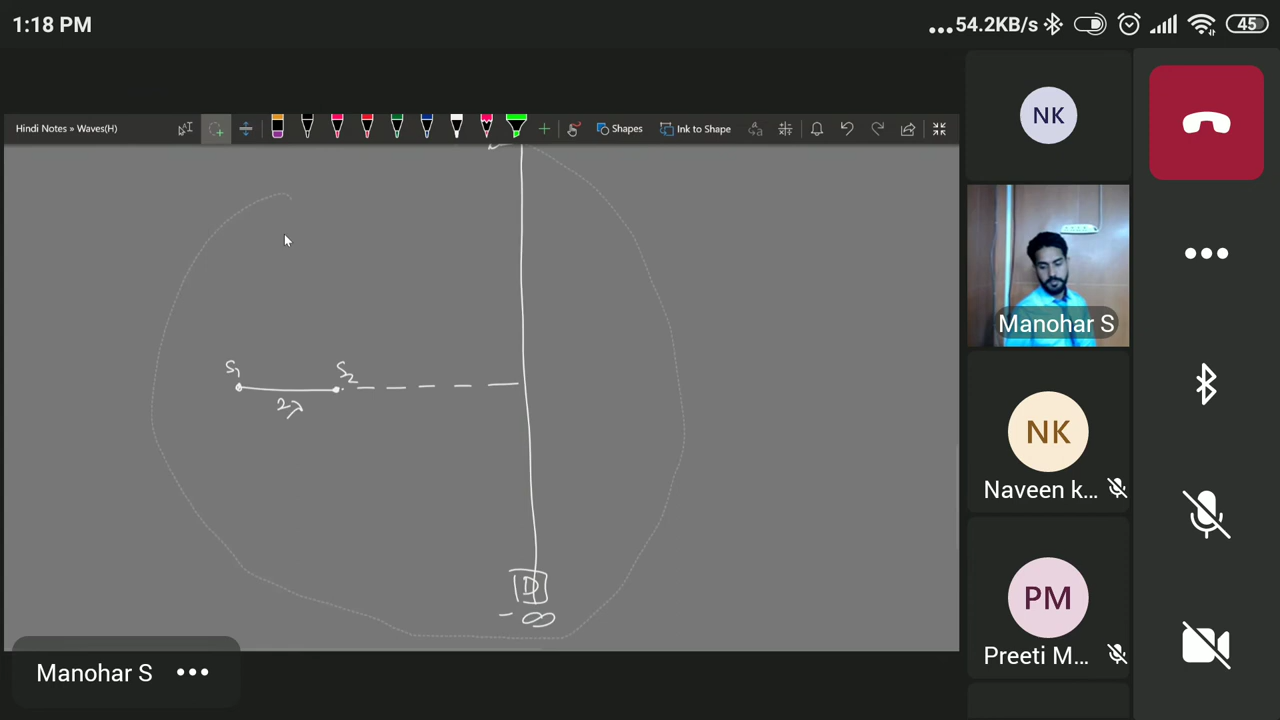 1:18 PM
...54.2KB/s
45
Hindi Notes » Waves(H)
Shapes
Ink to Shape
S₁
S₂
2λ
D
- ∞
NK
Manohar S
NK
Naveen k...
PM
Preeti M...
Manohar S